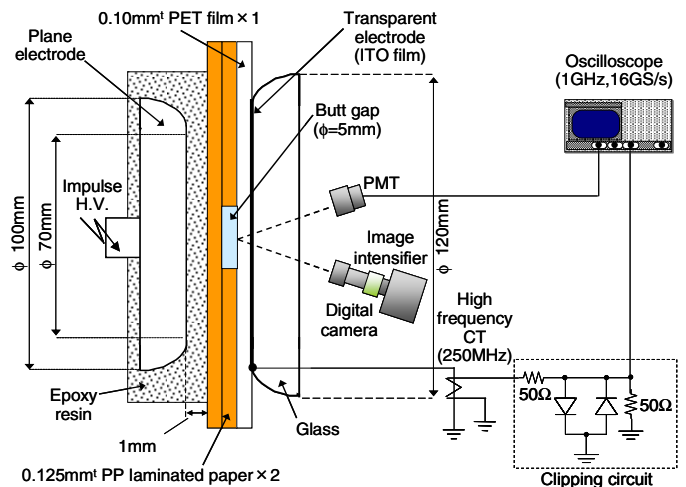 0.10mmᵗ PET film×1
Transparent
electrode
(ITO film)
Plane
electrode
Oscilloscope
(1GHz,16GS/s)
Butt gap
(ϕ=5mm)
Impulse
H.V.
PMT
ϕ 100mm
ϕ 70mm
ϕ 120mm
Image
intensifier
Digital
camera
High
frequency
CT
(250MHz)
50Ω
50Ω
Epoxy
resin
1mm
Glass
0.125mmᵗ PP laminated paper×2
Clipping circuit